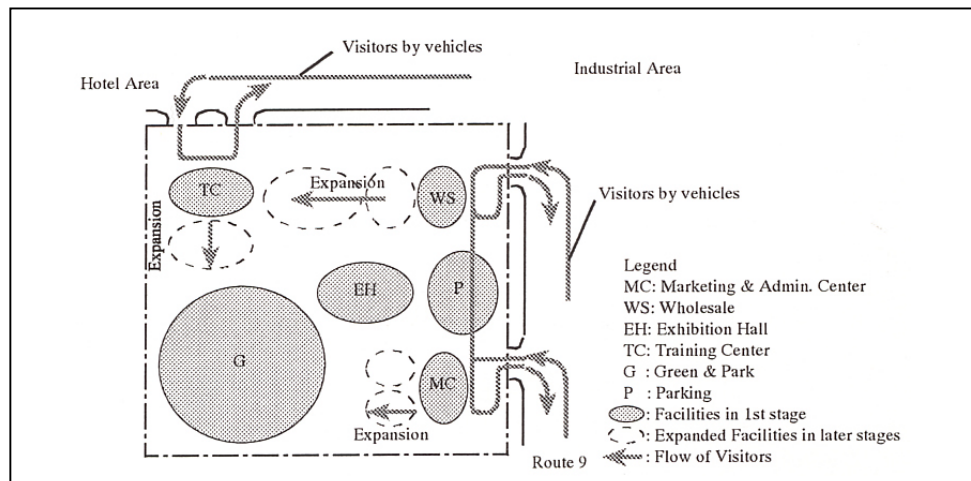 Visitors by vehicles
Hotel Area
Industrial Area
TC
Expansion
WS
Expansion
Visitors by vehicles
EH
P
G
MC
Expansion
Route 9
Legend
MC: Marketing & Admin. Center
WS: Wholesale
EH: Exhibition Hall
TC: Training Center
G : Green & Park
P : Parking
: Facilities in 1st stage
: Expanded Facilities in later stages
: Flow of Visitors